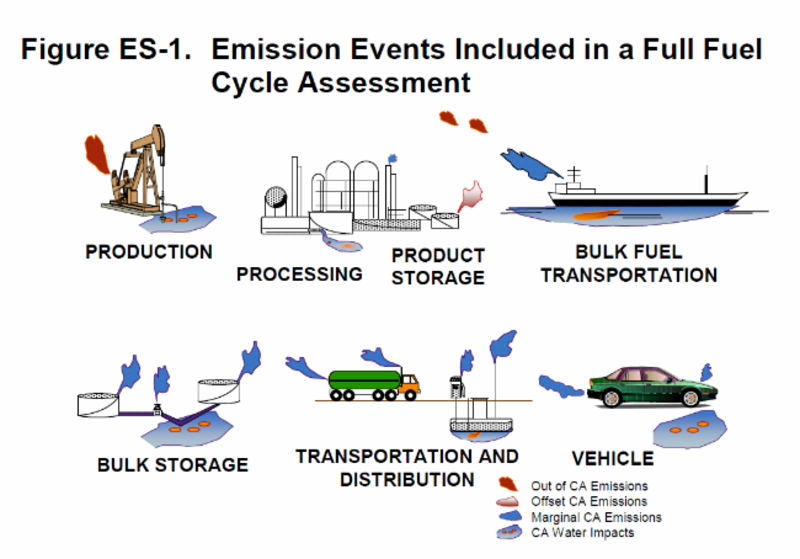 Figure ES-1. Emission Events Included in a Full Fuel
Cycle Assessment
PRODUCTION
PROCESSING
PRODUCT
STORAGE
BULK FUEL
TRANSPORTATION
BULK STORAGE
TRANSPORTATION AND
DISTRIBUTION
VEHICLE
Out of CA Emissions
Offset CA Emissions
Marginal CA Emissions
CA Water Impacts